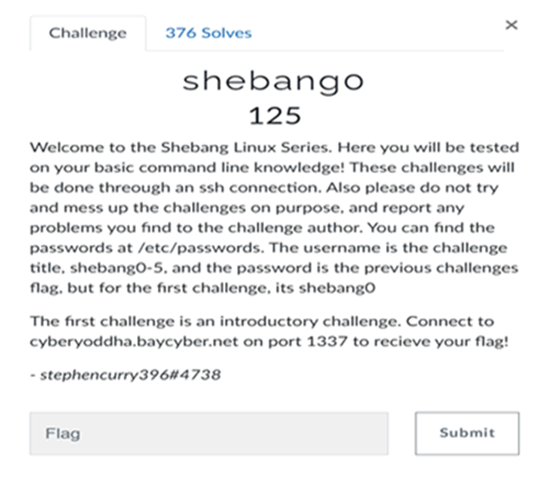 Challenge
376 Solves
×
shebang0
125
Welcome to the Shebang Linux Series. Here you will be tested
on your basic command line knowledge! These challenges will
be done threough an ssh connection. Also please do not try
and mess up the challenges on purpose, and report any
problems you find to the challenge author. You can find the
passwords at /etc/passwords. The username is the challenge
title, shebang0-5, and the password is the previous challenges
flag, but for the first challenge, its shebang0
The first challenge is an introductory challenge. Connect to
cyberyoddha.baycyber.net on port 1337 to recieve your flag!
- stephencurry396#4738
Flag
Submit